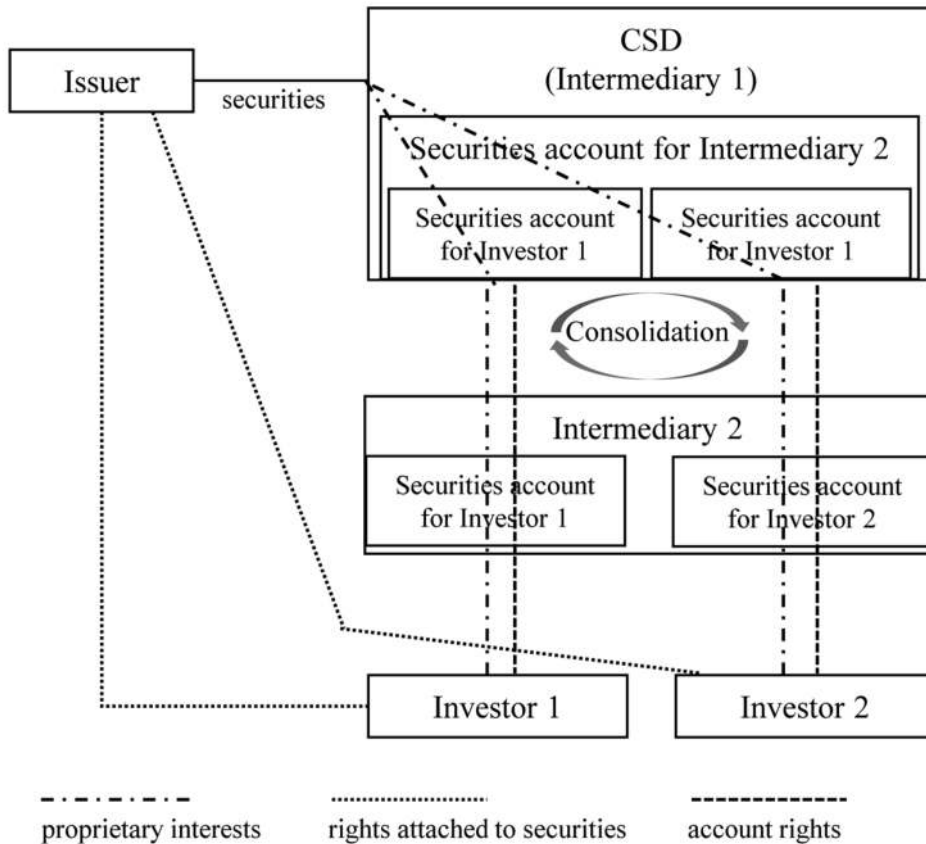 CSD
(Intermediary 1)
Issuer
securities
Securities account for Intermediary 2
Securities account
for Investor 1
Securities account
for Investor 1
Consolidation
Intermediary 2
Securities account
for Investor 1
Securities account
for Investor 2
Investor 1
Investor 2
proprietary interests
rights attached to securities
account rights